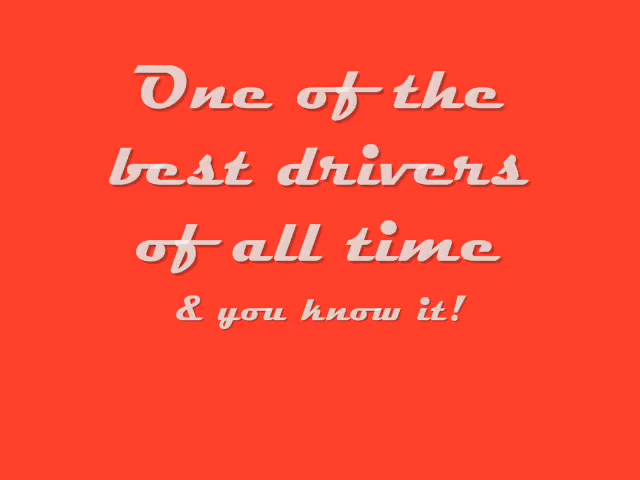 One of the
best drivers
of all time
& you know it!